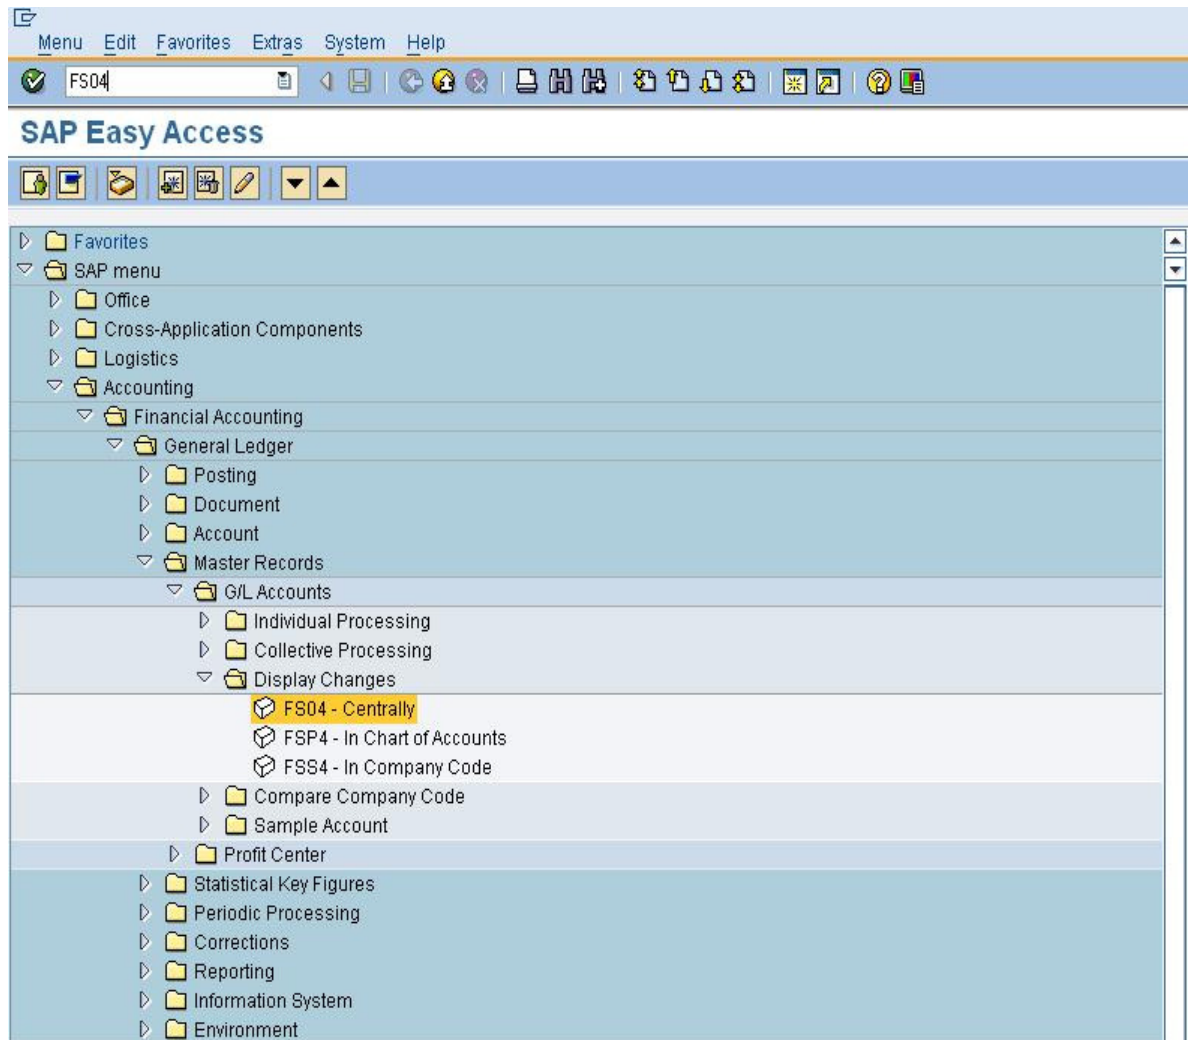 Menu Edit Favorites Extras System Help
FS04
SAP Easy Access
Favorites
SAP menu
Office
Cross-Application Components
Logistics
Accounting
Financial Accounting
General Ledger
Posting
Document
Account
Master Records
G/L Accounts
Individual Processing
Collective Processing
Display Changes
FS04 - Centrally
FSP4 - In Chart of Accounts
FSS4 - In Company Code
Compare Company Code
Sample Account
Profit Center
Statistical Key Figures
Periodic Processing
Corrections
Reporting
Information System
Environment